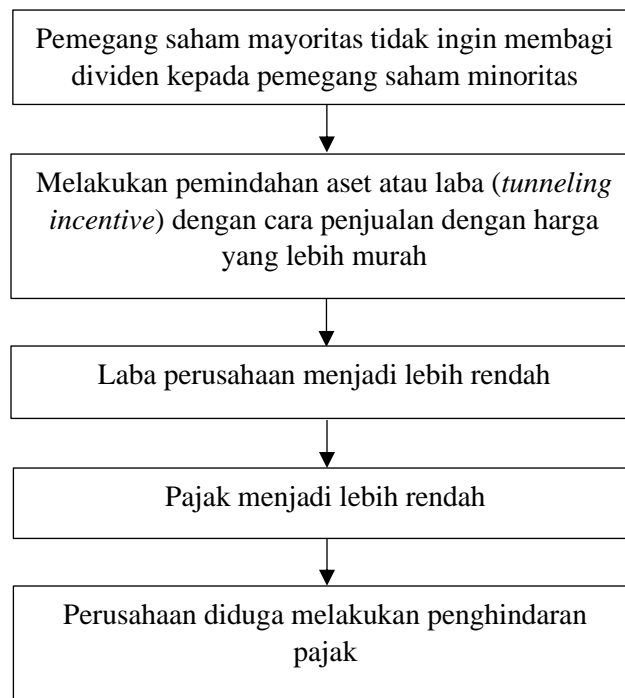 Pemegang saham mayoritas tidak ingin membagi
dividen kepada pemegang saham minoritas
Melakukan pemindahan aset atau laba (tunneling
incentive) dengan cara penjualan dengan harga
yang lebih murah
Laba perusahaan menjadi lebih rendah
Pajak menjadi lebih rendah
Perusahaan diduga melakukan penghindaran
pajak